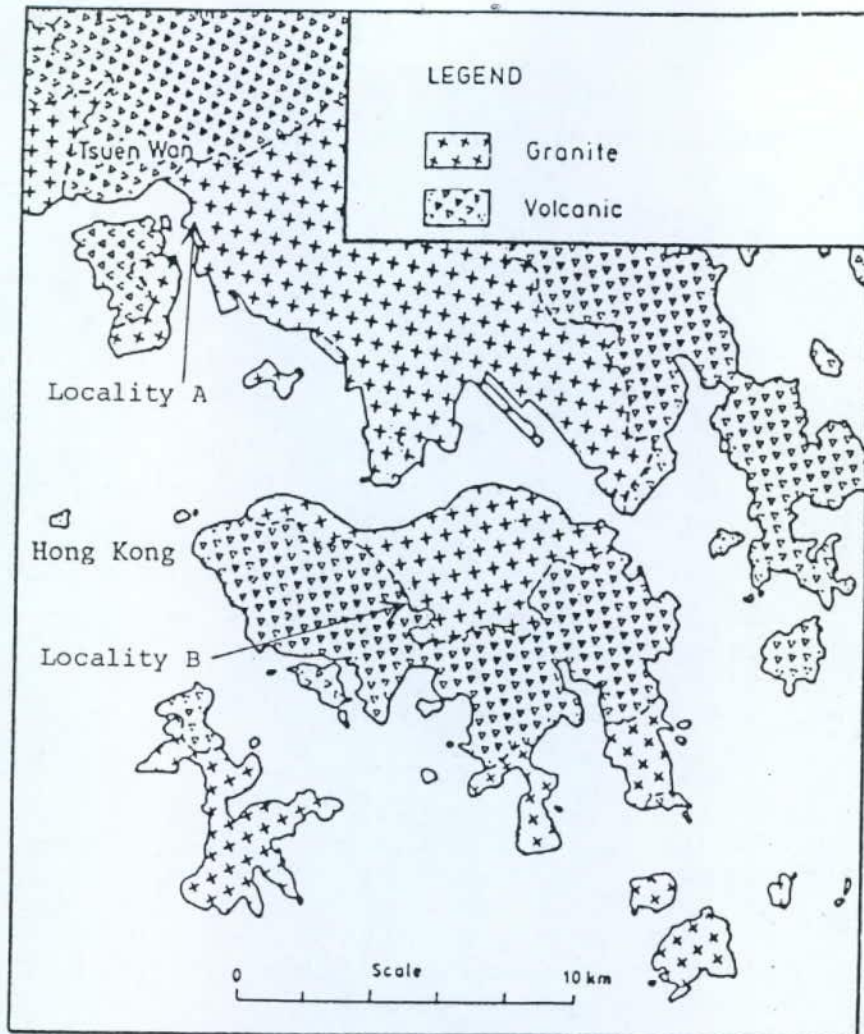 LEGEND
Granite
Volcanic
Tsuen Wan
Locality A
Hong Kong
Locality B
0 Scale 10 km